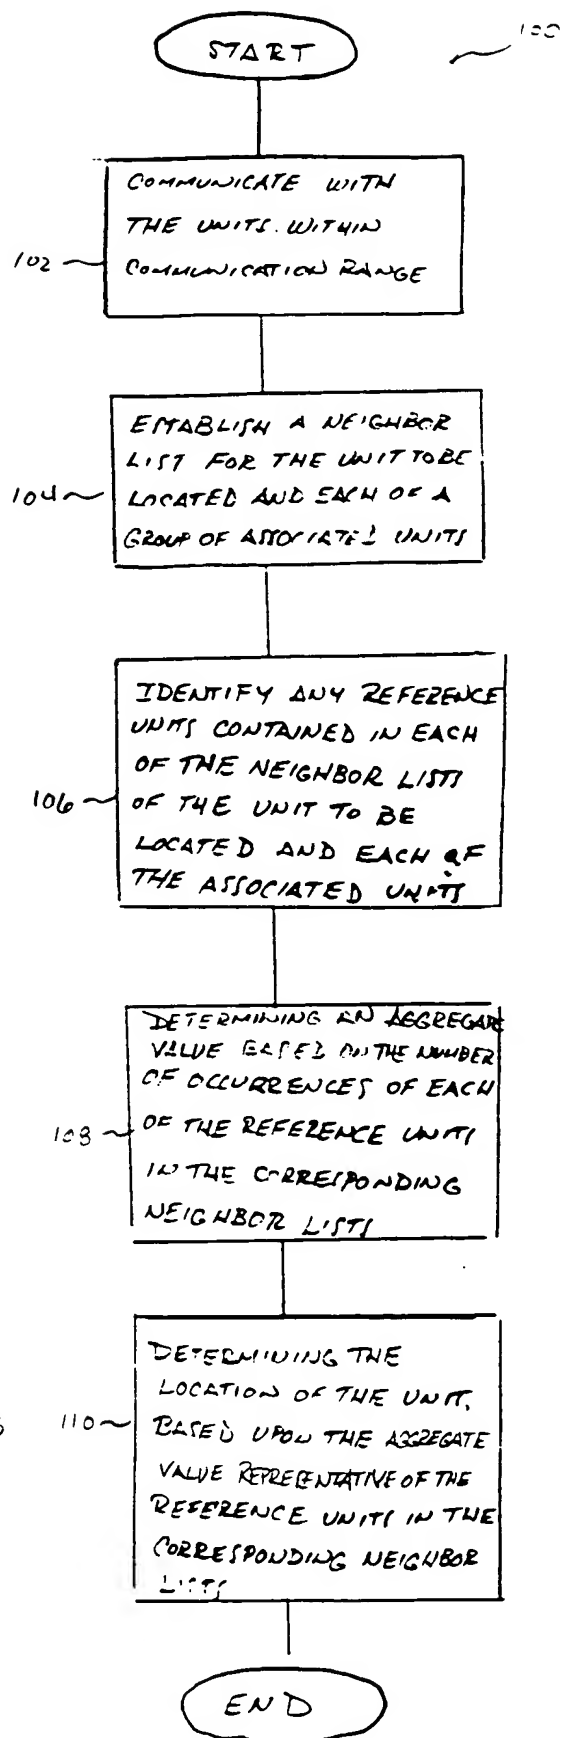 START
100
COMMUNICATE WITH
THE UNITS WITHIN
COMMUNICATION RANGE
102
ESTABLISH A NEIGHBOR
LIST FOR THE UNIT TO BE
LOCATED AND EACH OF A
GROUP OF ASSOCIATED UNITS
104
IDENTIFY ANY REFERENCE
UNITS CONTAINED IN EACH
OF THE NEIGHBOR LISTS
OF THE UNIT TO BE
LOCATED AND EACH OF
THE ASSOCIATED UNITS
106
DETERMINING AN AGGREGATE
VALUE BASED ON THE NUMBER
OF OCCURRENCES OF EACH
OF THE REFERENCE UNITS
IN THE CORRESPONDING
NEIGHBOR LISTS
108
DETERMINING THE
LOCATION OF THE UNIT,
BASED UPON THE AGGREGATE
VALUE REPRESENTATIVE OF THE
REFERENCE UNITS IN THE
CORRESPONDING NEIGHBOR
LISTS
110
END